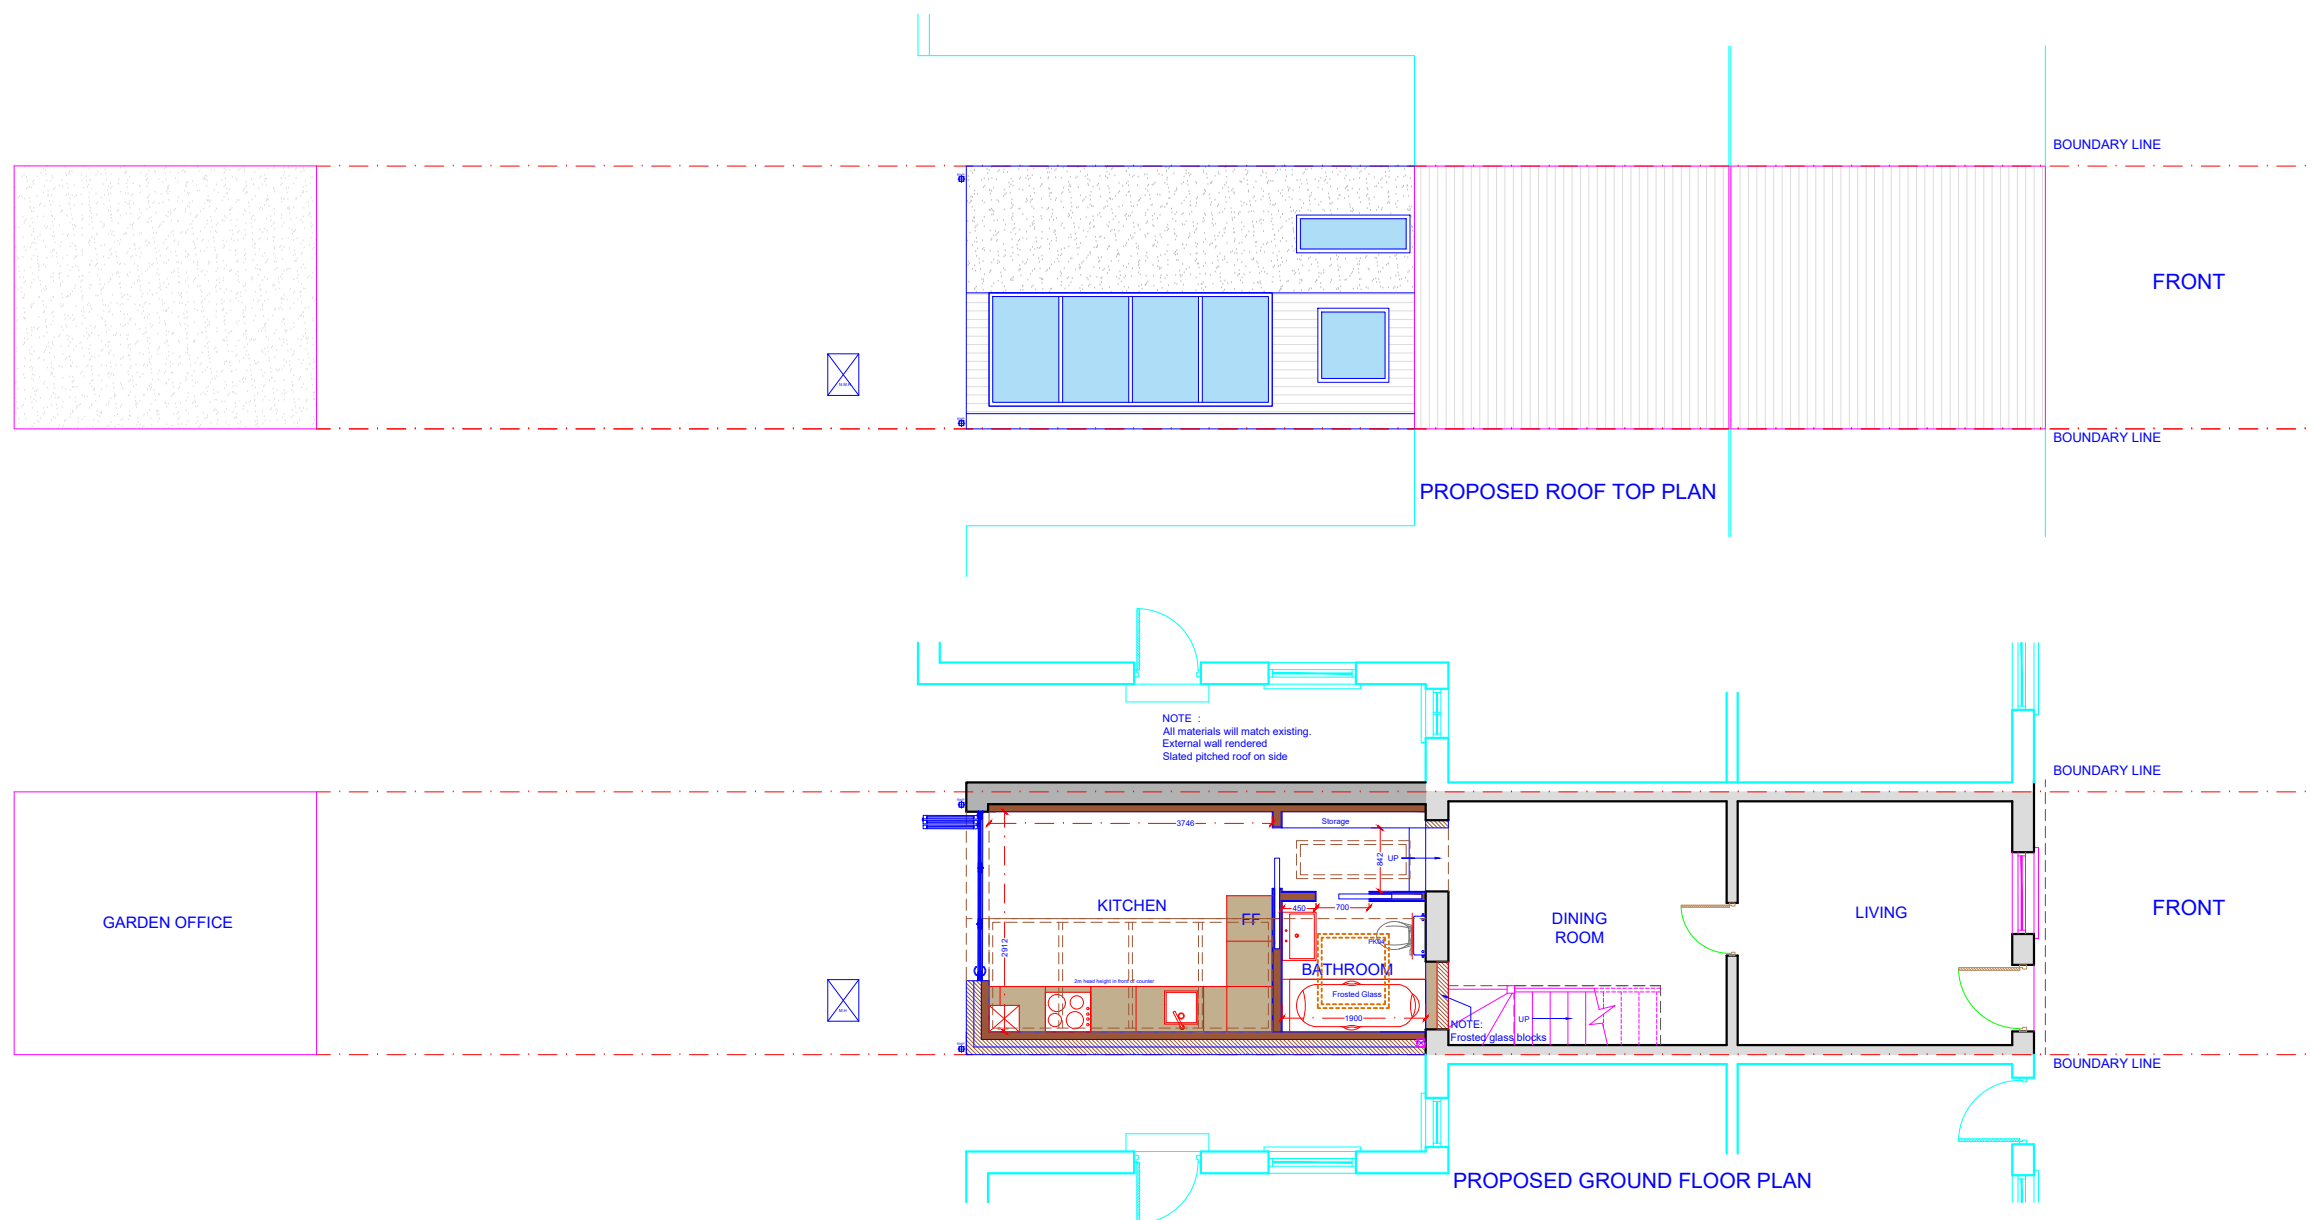 BOUNDARY LINE
FRONT
BOUNDARY LINE
PROPOSED ROOF TOP PLAN
NOTE :
All materials will match existing.
External wall rendered
Slated pitched roof on side
BOUNDARY LINE
3746
Storage
842
UP
KITCHEN
FF
450
700
GARDEN OFFICE
DINING
ROOM
LIVING
FRONT
2912
BATHROOM
2m head height in front of counter
Frosted Glass
1900
UP
NOTE:
Frosted glass blocks
BOUNDARY LINE
PROPOSED GROUND FLOOR PLAN